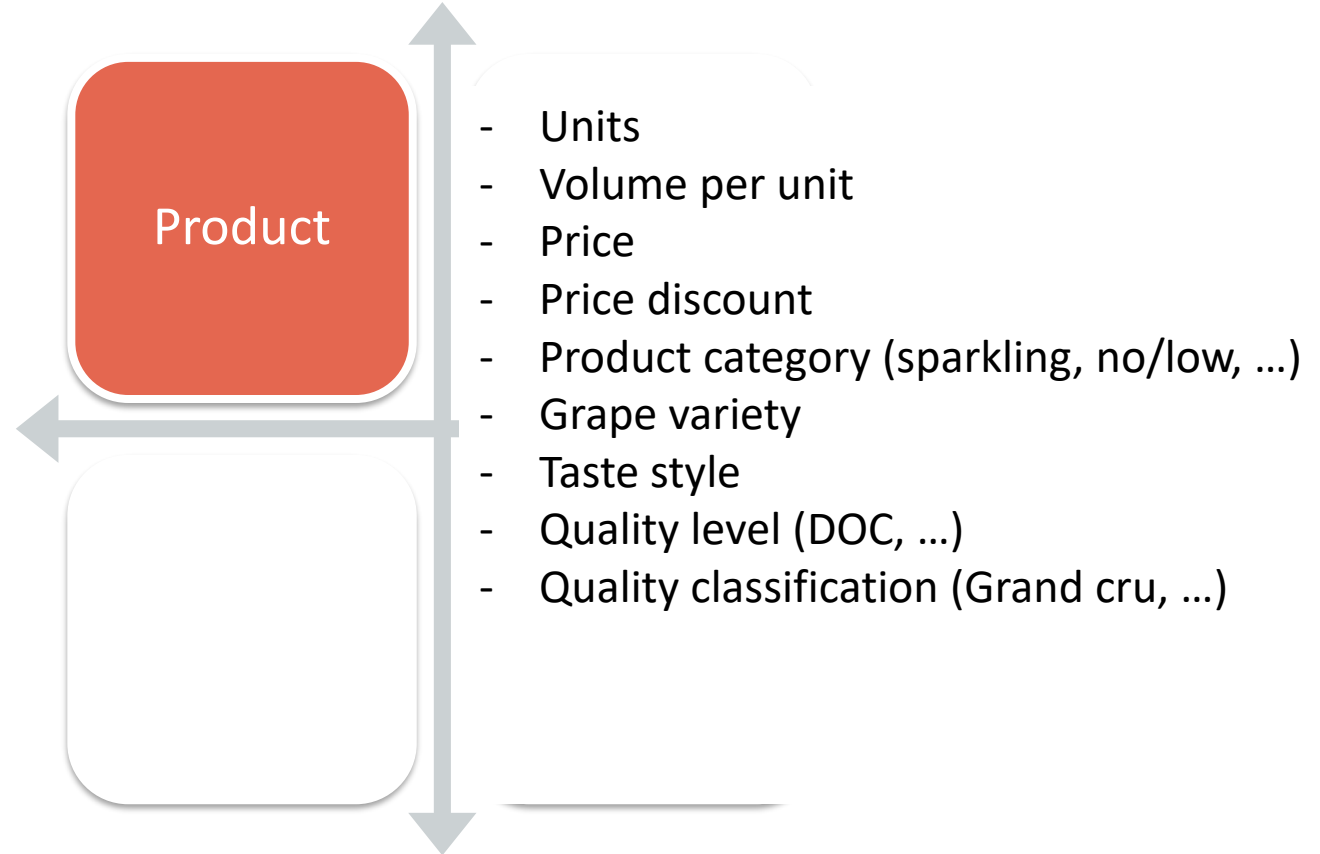 Product
- Units
- Volume per unit
- Price
- Price discount
- Product category (sparkling, no/low, …)
- Grape variety
- Taste style
- Quality level (DOC, …)
- Quality classification (Grand cru, …)